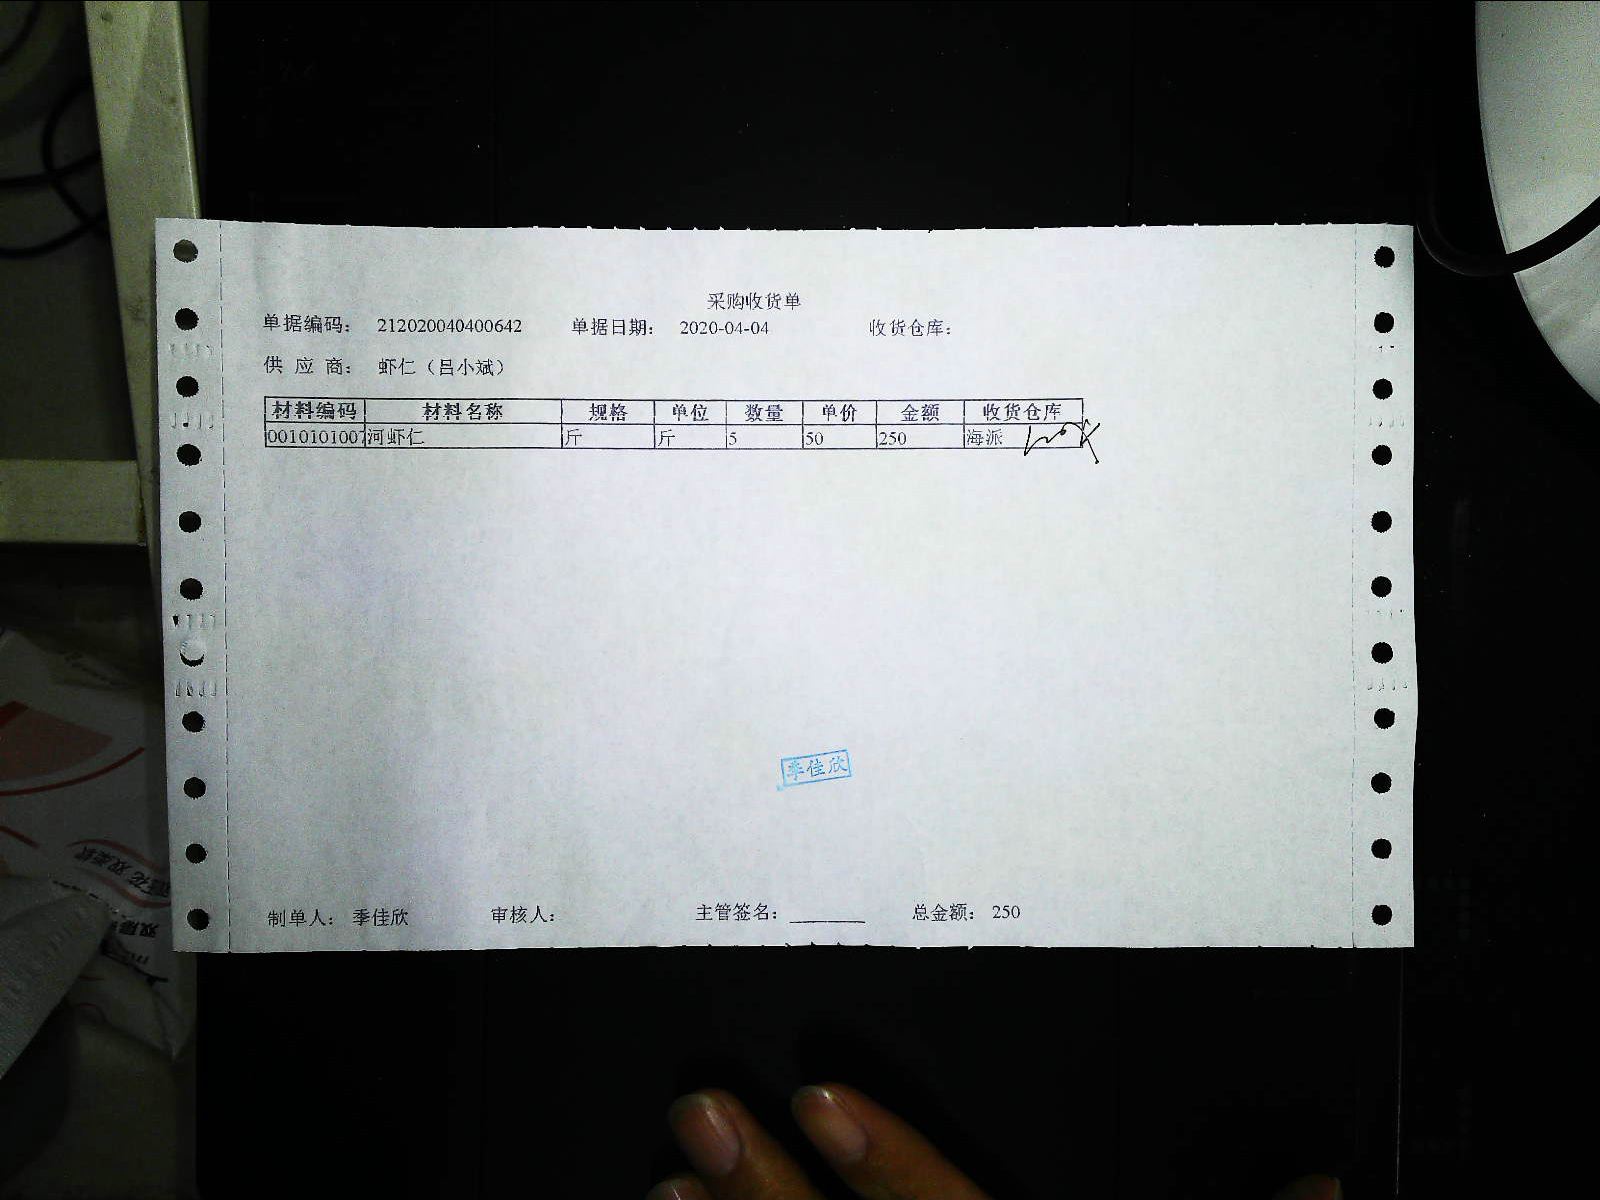 采购收货单
单据编码： 212020040400642 单据日期： 2020-04-04 收货仓库：
供 应 商： 虾仁（吕小斌）
材料编码 材料名称 规格 单位 数量 单价 金额 收货仓库
0010101007 河虾仁 斤 斤 5 50 250 海派
季佳欣
制单人： 季佳欣 审核人： 主管签名： ________ 总金额： 250